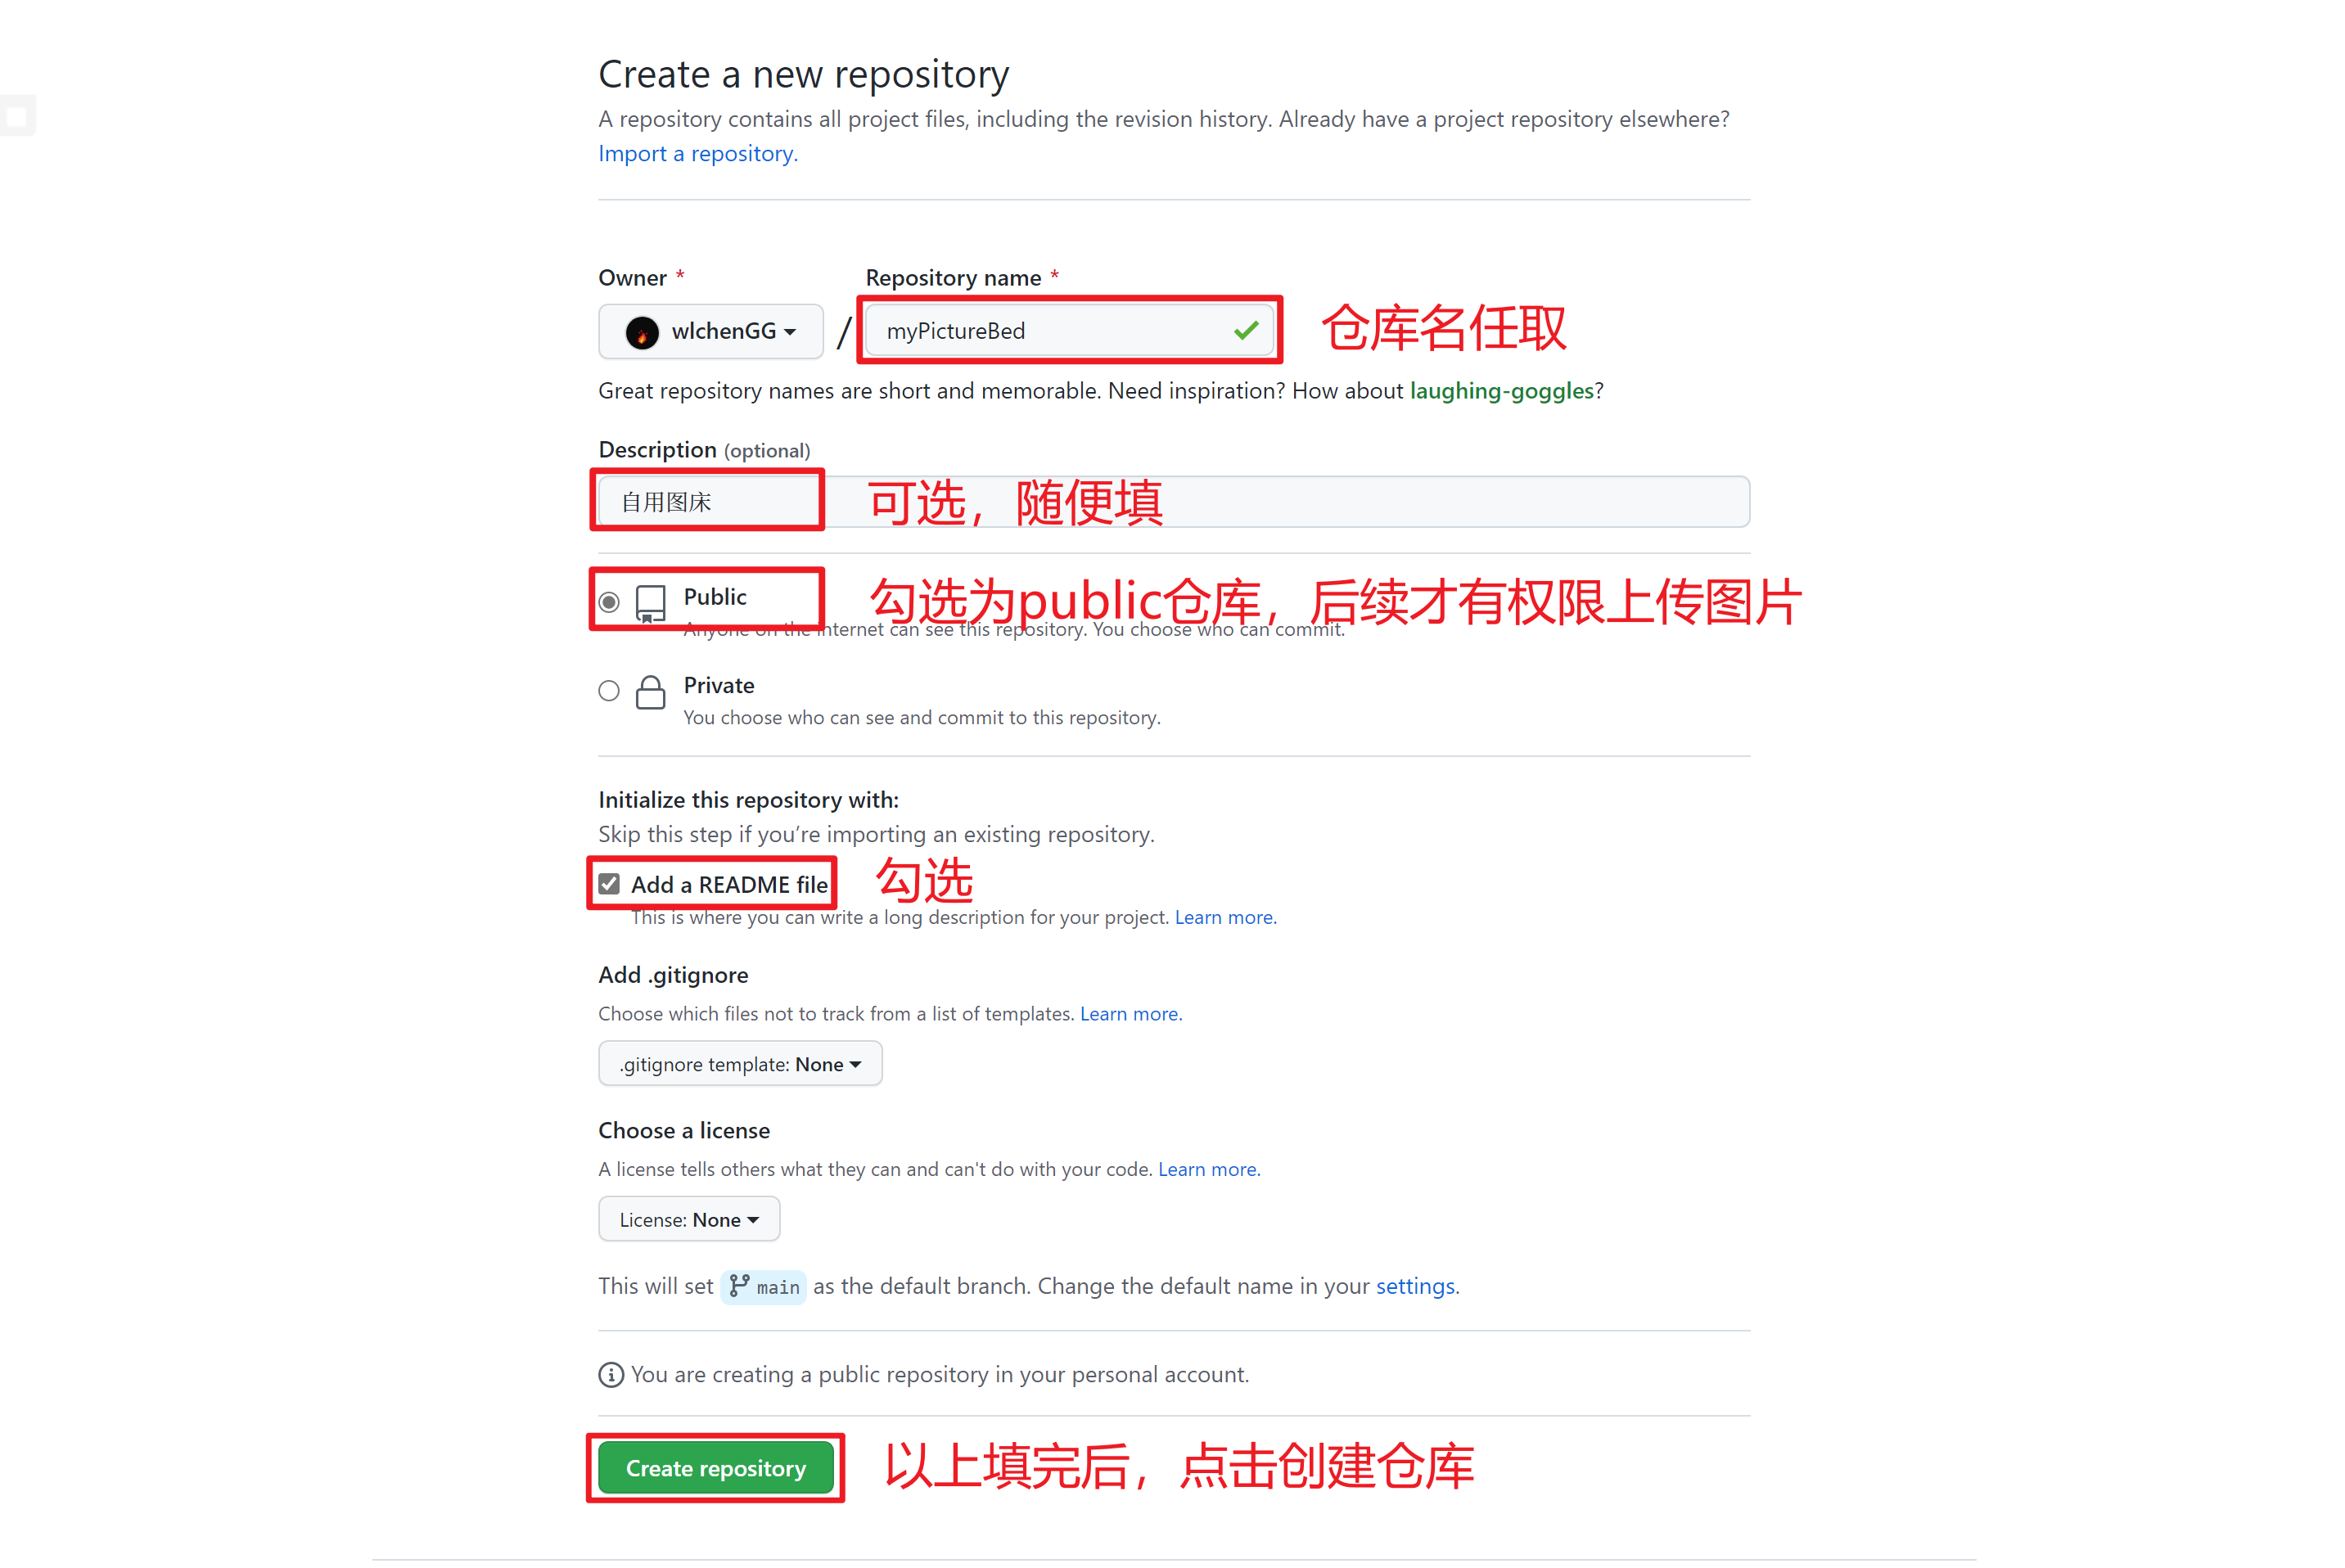 Create a new repository
A repository contains all project files, including the revision history. Already have a project repository elsewhere?
Import a repository.
Owner * Repository name *
wlchenGG / myPictureBed 仓库名任取
Great repository names are short and memorable. Need inspiration? How about laughing-goggles?
Description (optional)
自用图床 可选，随便填
Public 勾选为public仓库，后续才有权限上传图片
Anyone on the internet can see this repository. You choose who can commit.
Private
You choose who can see and commit to this repository.
Initialize this repository with:
Skip this step if you’re importing an existing repository.
Add a README file 勾选
This is where you can write a long description for your project. Learn more.
Add .gitignore
Choose which files not to track from a list of templates. Learn more.
.gitignore template: None
Choose a license
A license tells others what they can and can't do with your code. Learn more.
License: None
This will set main as the default branch. Change the default name in your settings.
You are creating a public repository in your personal account.
Create repository 以上填完后，点击创建仓库